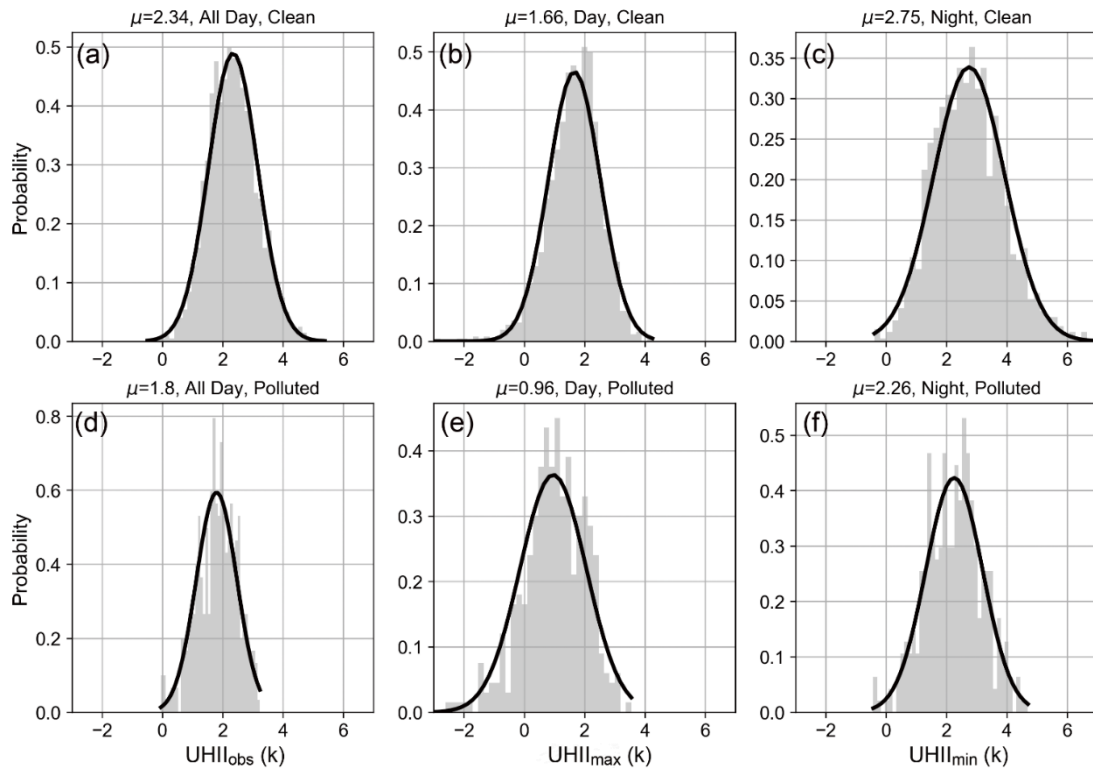 μ=2.34, All Day, Clean
μ=1.66, Day, Clean
μ=2.75, Night, Clean
(a)
(b)
(c)
Probability
0.5
0.4
0.3
0.2
0.1
0.0
−2 0 2 4 6
0.5
0.4
0.3
0.2
0.1
0.0
−2 0 2 4 6
0.35
0.30
0.25
0.20
0.15
0.10
0.05
0.00
−2 0 2 4 6
μ=1.8, All Day, Polluted
μ=0.96, Day, Polluted
μ=2.26, Night, Polluted
(d)
(e)
(f)
Probability
0.8
0.6
0.4
0.2
0.0
−2 0 2 4 6
UHIIobs (k)
0.4
0.3
0.2
0.1
0.0
−2 0 2 4 6
UHIImax (k)
0.5
0.4
0.3
0.2
0.1
0.0
−2 0 2 4 6
UHIImin (k)